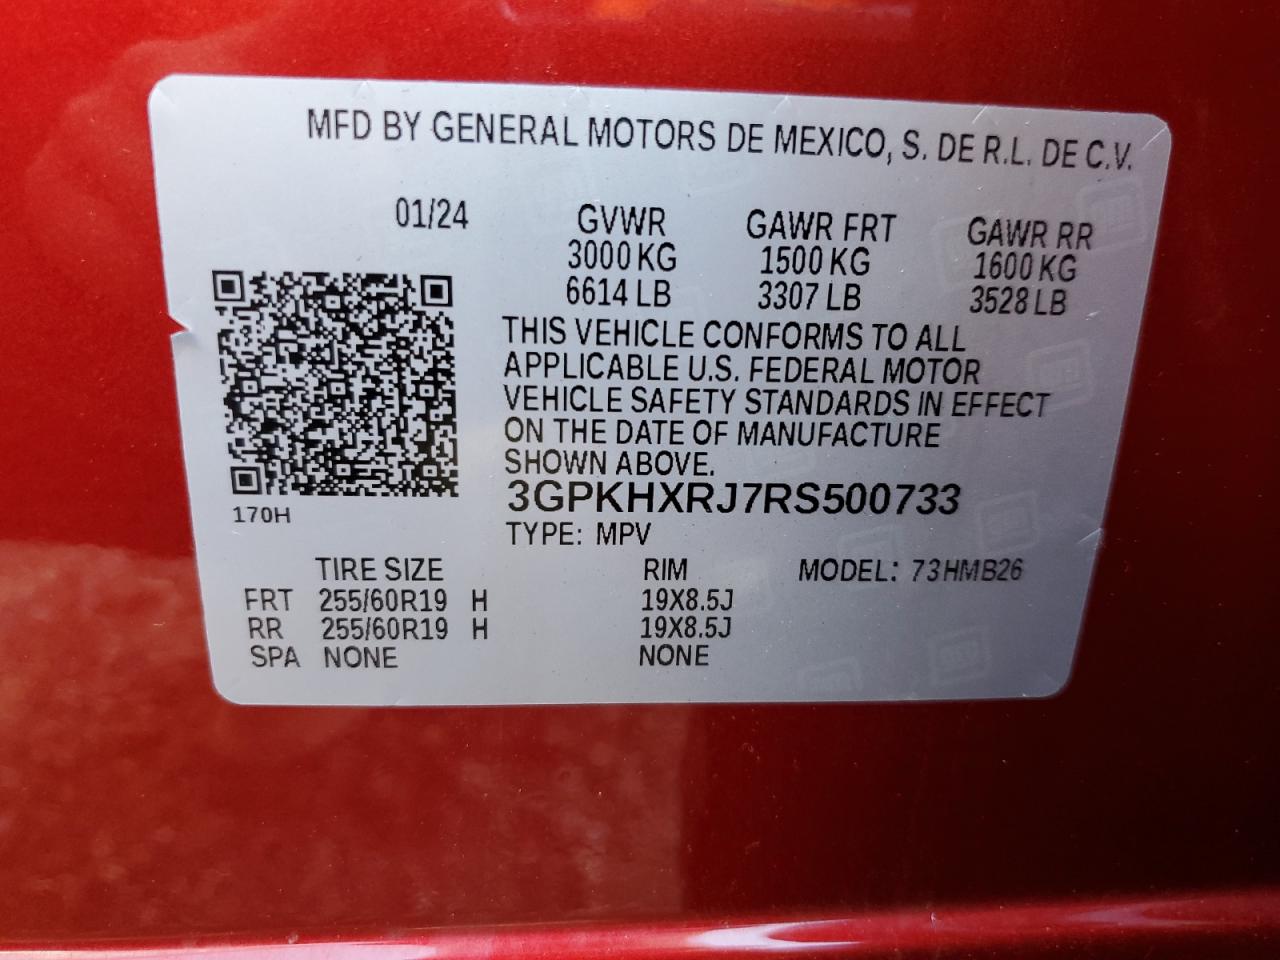 MFD BY GENERAL MOTORS DE MEXICO, S. DE R.L. DE C.V.
01/24 GVWR GAWR FRT GAWR RR
3000 KG 1500 KG 1600 KG
6614 LB 3307 LB 3528 LB
THIS VEHICLE CONFORMS TO ALL
APPLICABLE U.S. FEDERAL MOTOR
VEHICLE SAFETY STANDARDS IN EFFECT
ON THE DATE OF MANUFACTURE
SHOWN ABOVE.
3GPKHXRJ7RS500733
170H
TYPE: MPV
TIRE SIZE RIM MODEL: 73HMB26
FRT 255/60R19 H 19X8.5J
RR 255/60R19 H 19X8.5J
SPA NONE NONE